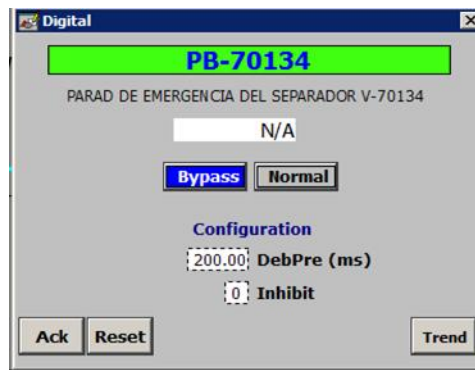 Digital
PB-70134
PARAD DE EMERGENCIA DEL SEPARADOR V-70134
N/A
Bypass Normal
Configuration
200.00 DebPre (ms)
0 Inhibit
Ack Reset Trend